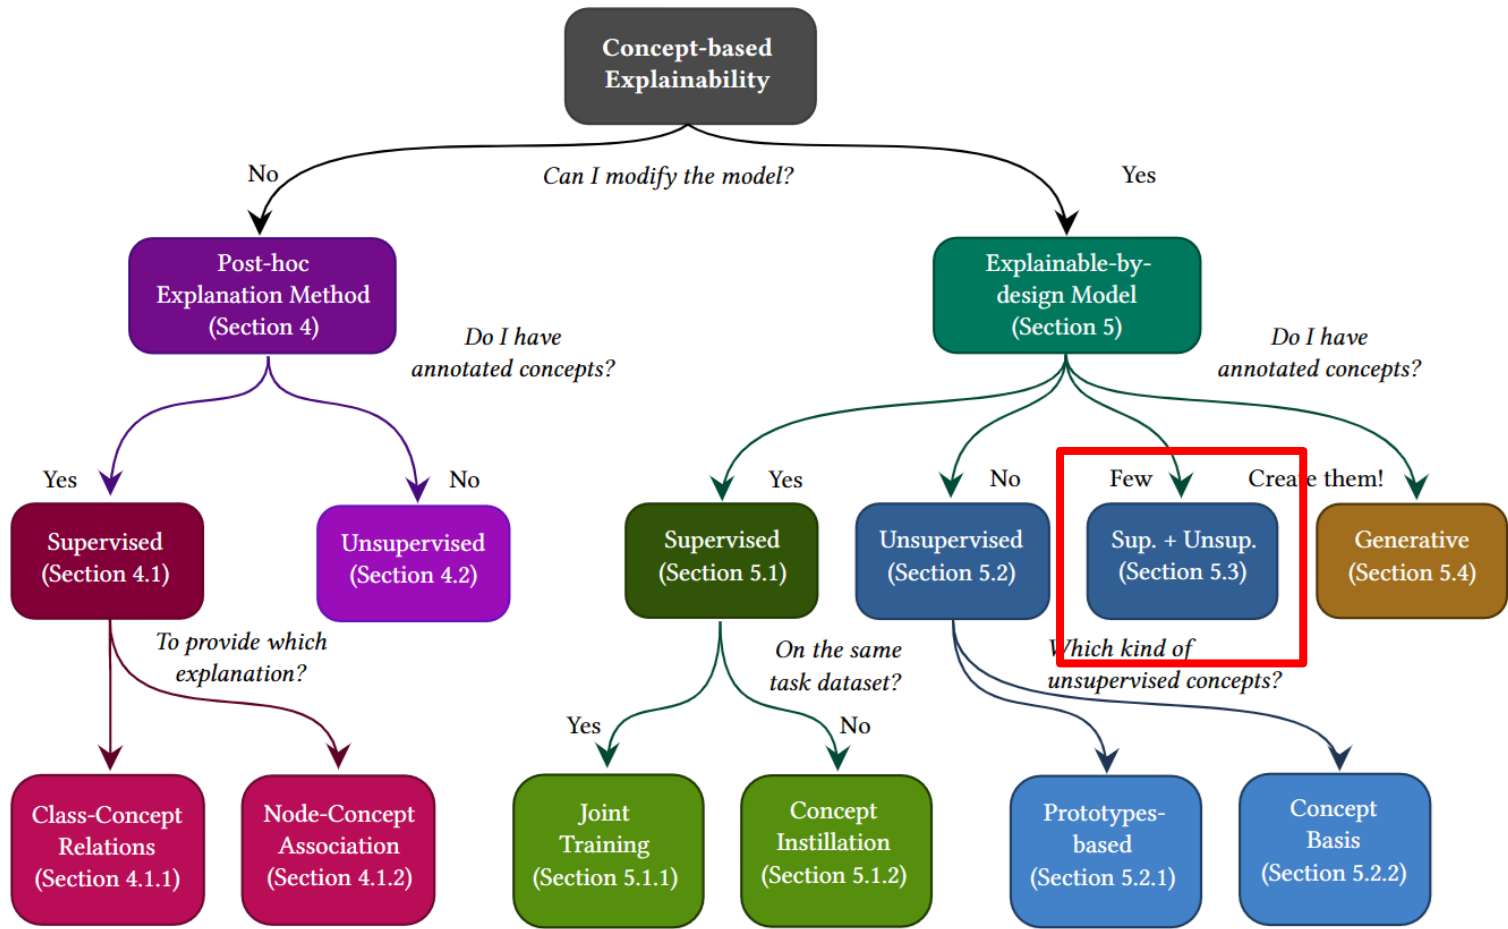 Concept-based
Explainability
No
Can I modify the model?
Yes
Post-hoc
Explanation Method
(Section 4)
Explainable-by-
design Model
(Section 5)
Do I have
annotated concepts?
Do I have
annotated concepts?
Yes
No
Yes
No
Few
Create them!
Supervised
(Section 4.1)
Unsupervised
(Section 4.2)
Supervised
(Section 5.1)
Unsupervised
(Section 5.2)
Sup. + Unsup.
(Section 5.3)
Generative
(Section 5.4)
To provide which
explanation?
On the same
task dataset?
Which kind of
unsupervised concepts?
Yes
No
Class-Concept
Relations
(Section 4.1.1)
Node-Concept
Association
(Section 4.1.2)
Joint
Training
(Section 5.1.1)
Concept
Instillation
(Section 5.1.2)
Prototypes-
based
(Section 5.2.1)
Concept
Basis
(Section 5.2.2)